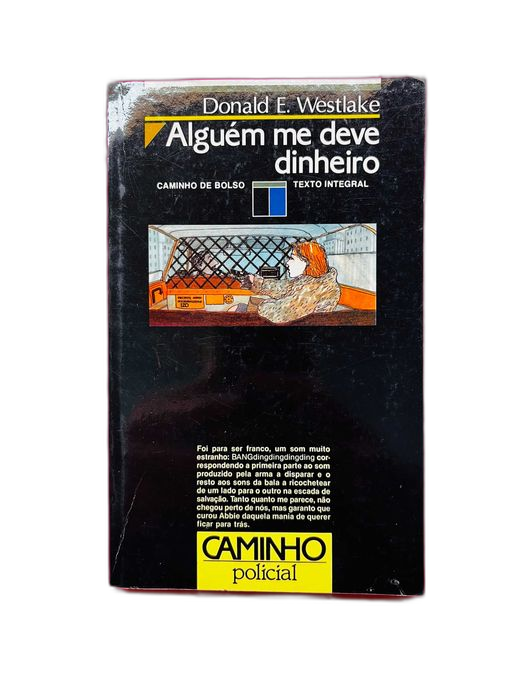 Donald E. Westlake
Alguém me deve
dinheiro
CAMINHO DE BOLSO TEXTO INTEGRAL
Foi para ser franco, um som muito
estranho: BANGdingdingdingding cor-
respondendo a primeira parte ao som
produzido pela arma a disparar e o
resto aos sons da bala a ricochetear
de um lado para o outro na escada de
salvação. Tanto quanto me parece, não
chegou perto de nós, mas garanto que
curou Abbie daquela mania de querer
ficar para trás.
CAMINHO
policial